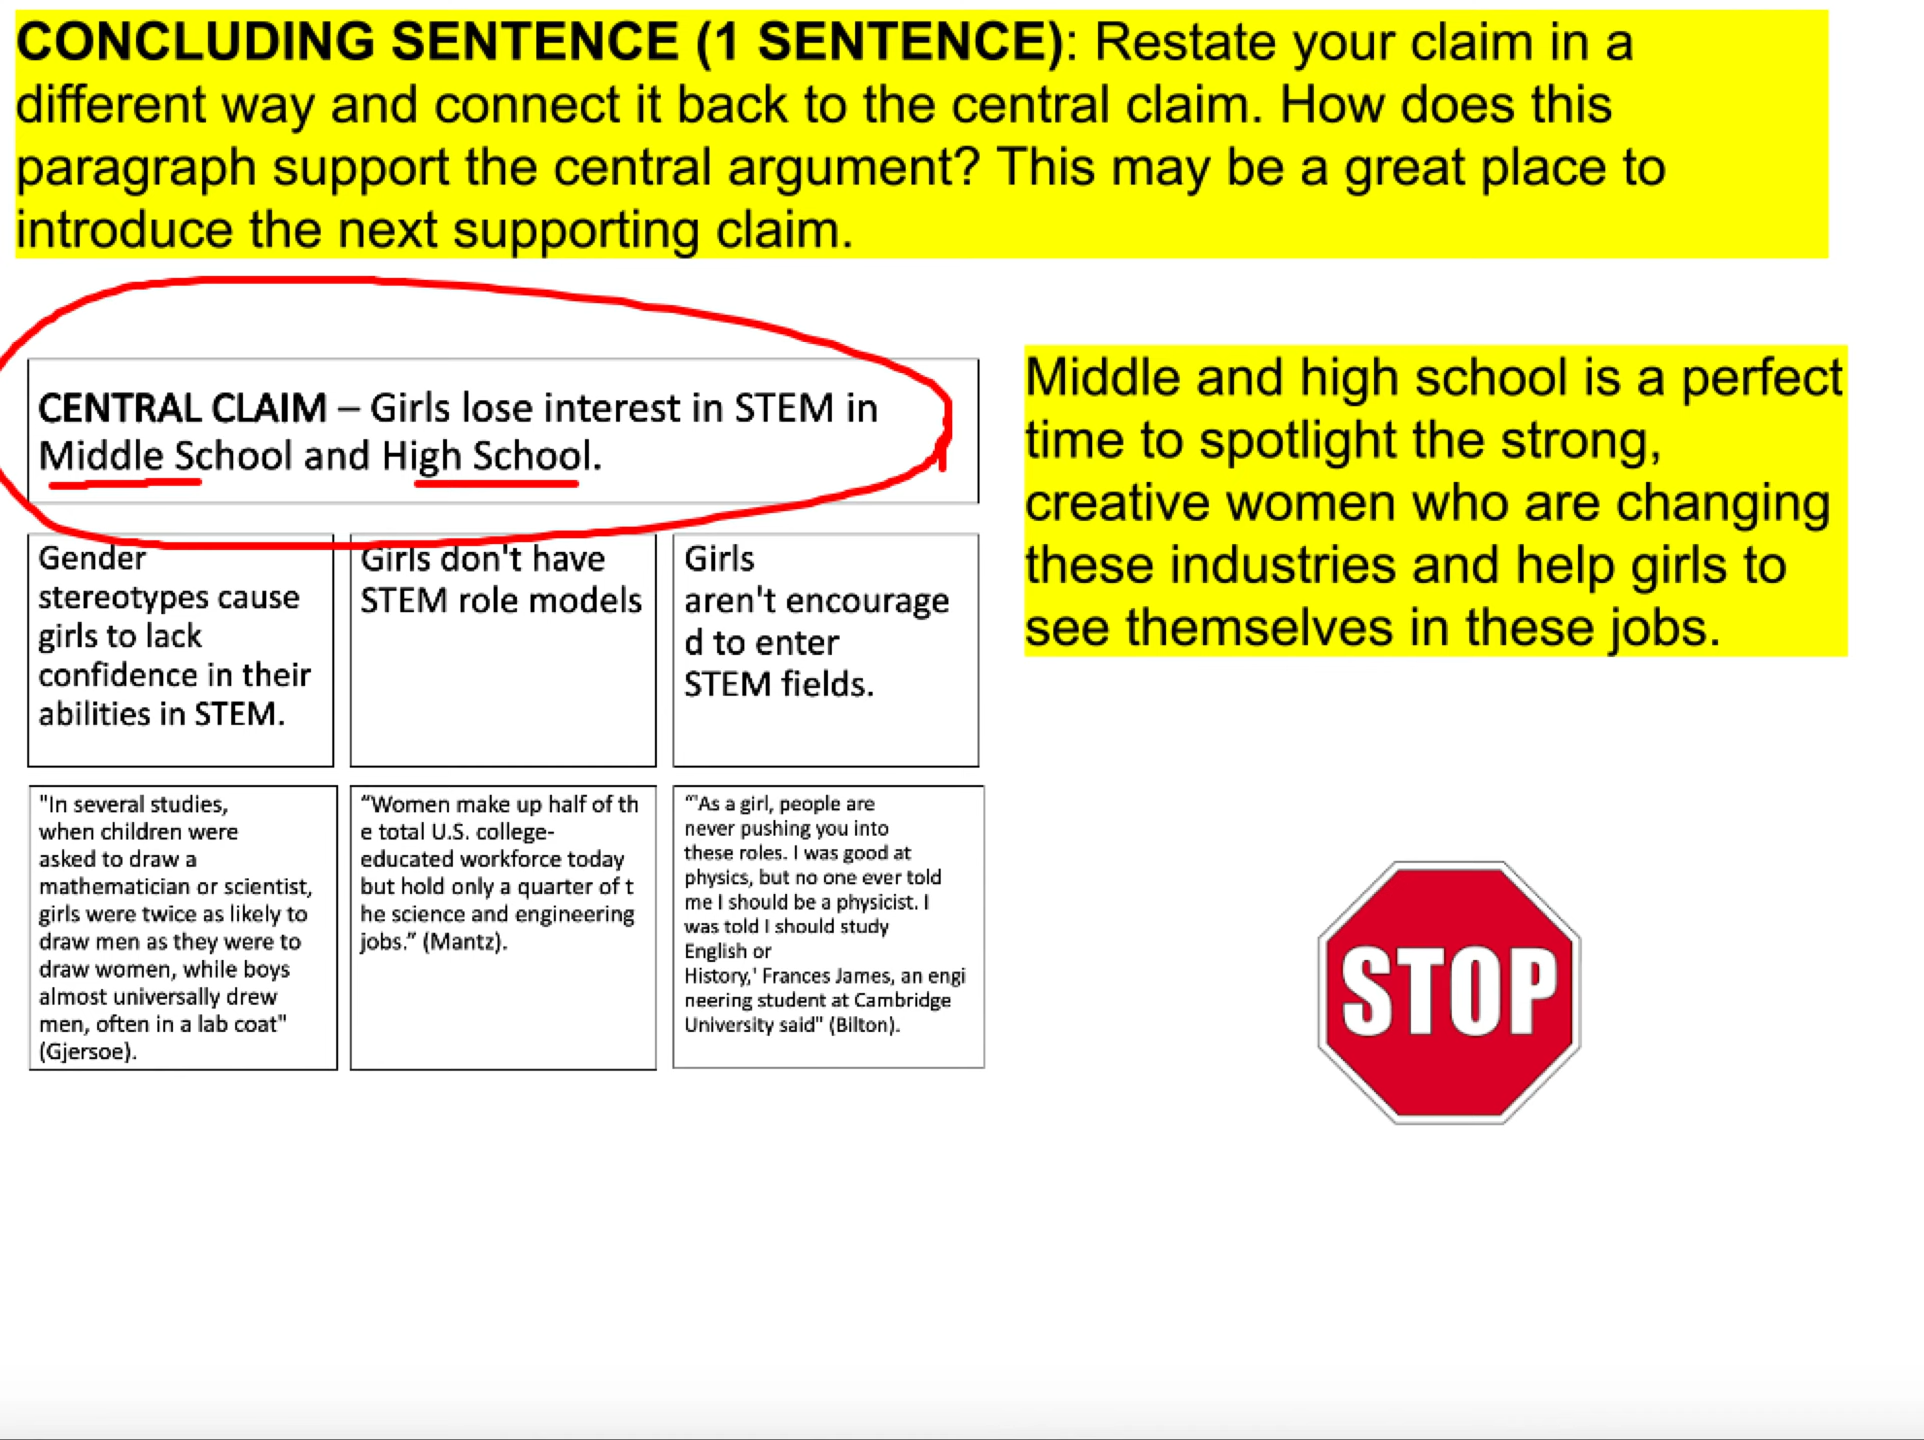 CONCLUDING SENTENCE (1 SENTENCE): Restate your claim in a
different way and connect it back to the central claim. How does this
paragraph support the central argument? This may be a great place to
introduce the next supporting claim.
CENTRAL CLAIM – Girls lose interest in STEM in
Middle School and High School.
Gender
stereotypes cause
girls to lack
confidence in their
abilities in STEM.
Girls don't have
STEM role models
Girls
aren't encourage
d to enter
STEM fields.
"In several studies,
when children were
asked to draw a
mathematician or scientist,
girls were twice as likely to
draw men as they were to
draw women, while boys
almost universally drew
men, often in a lab coat"
(Gjersoe).
“Women make up half of th
e total U.S. college-
educated workforce today
but hold only a quarter of t
he science and engineering
jobs.” (Mantz).
“'As a girl, people are
never pushing you into
these roles. I was good at
physics, but no one ever told
me I should be a physicist. I
was told I should study
English or
History,' Frances James, an engi
neering student at Cambridge
University said" (Bilton).
Middle and high school is a perfect
time to spotlight the strong,
creative women who are changing
these industries and help girls to
see themselves in these jobs.
STOP